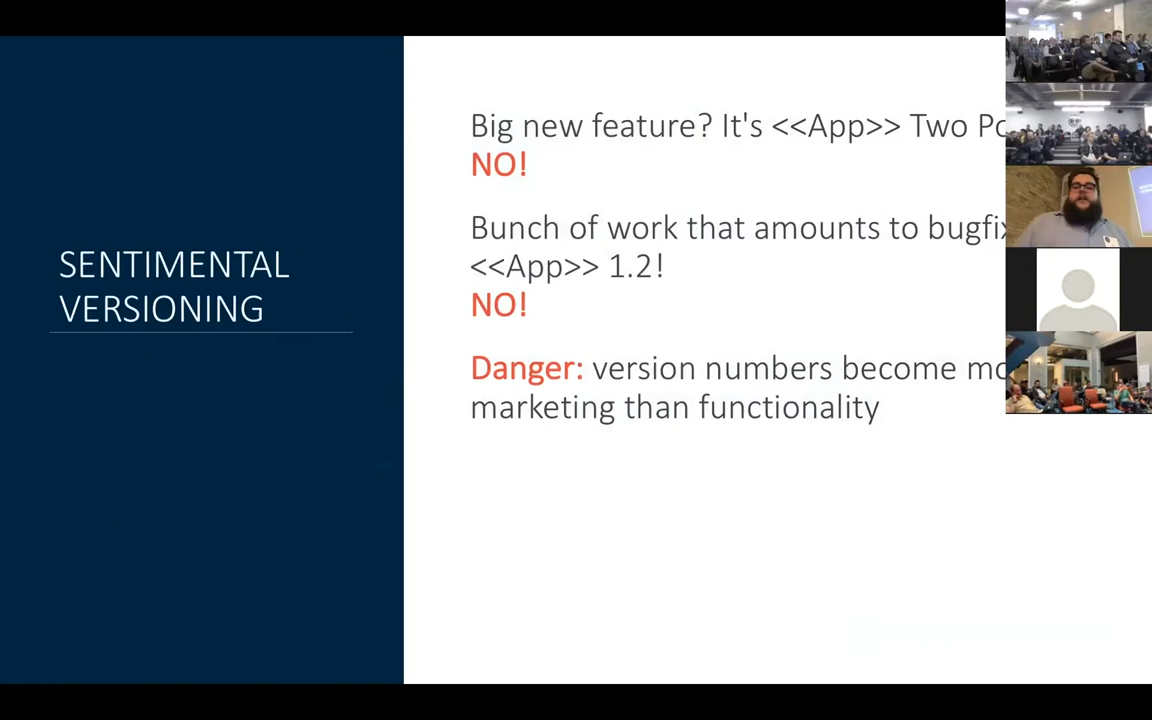 SENTIMENTAL
VERSIONING
Big new feature? It's <<App>> Two
NO!
Bunch of work that amounts to
<<App>> 1.2!
NO!
Danger: version numbers become
marketing than functionality